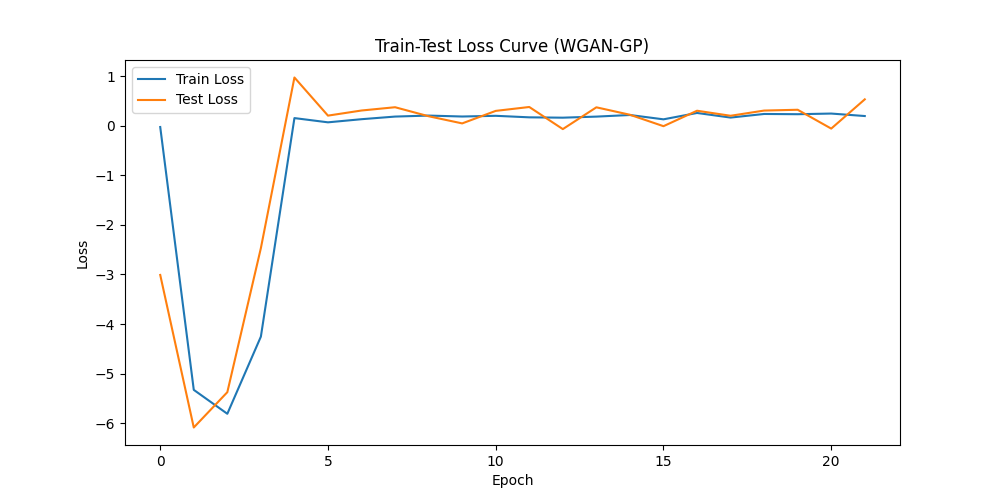 Train-Test Loss Curve (WGAN-GP)
Train Loss
Test Loss
1
0
−1
−2
−3
−4
−5
−6
Loss
0 5 10 15 20
Epoch